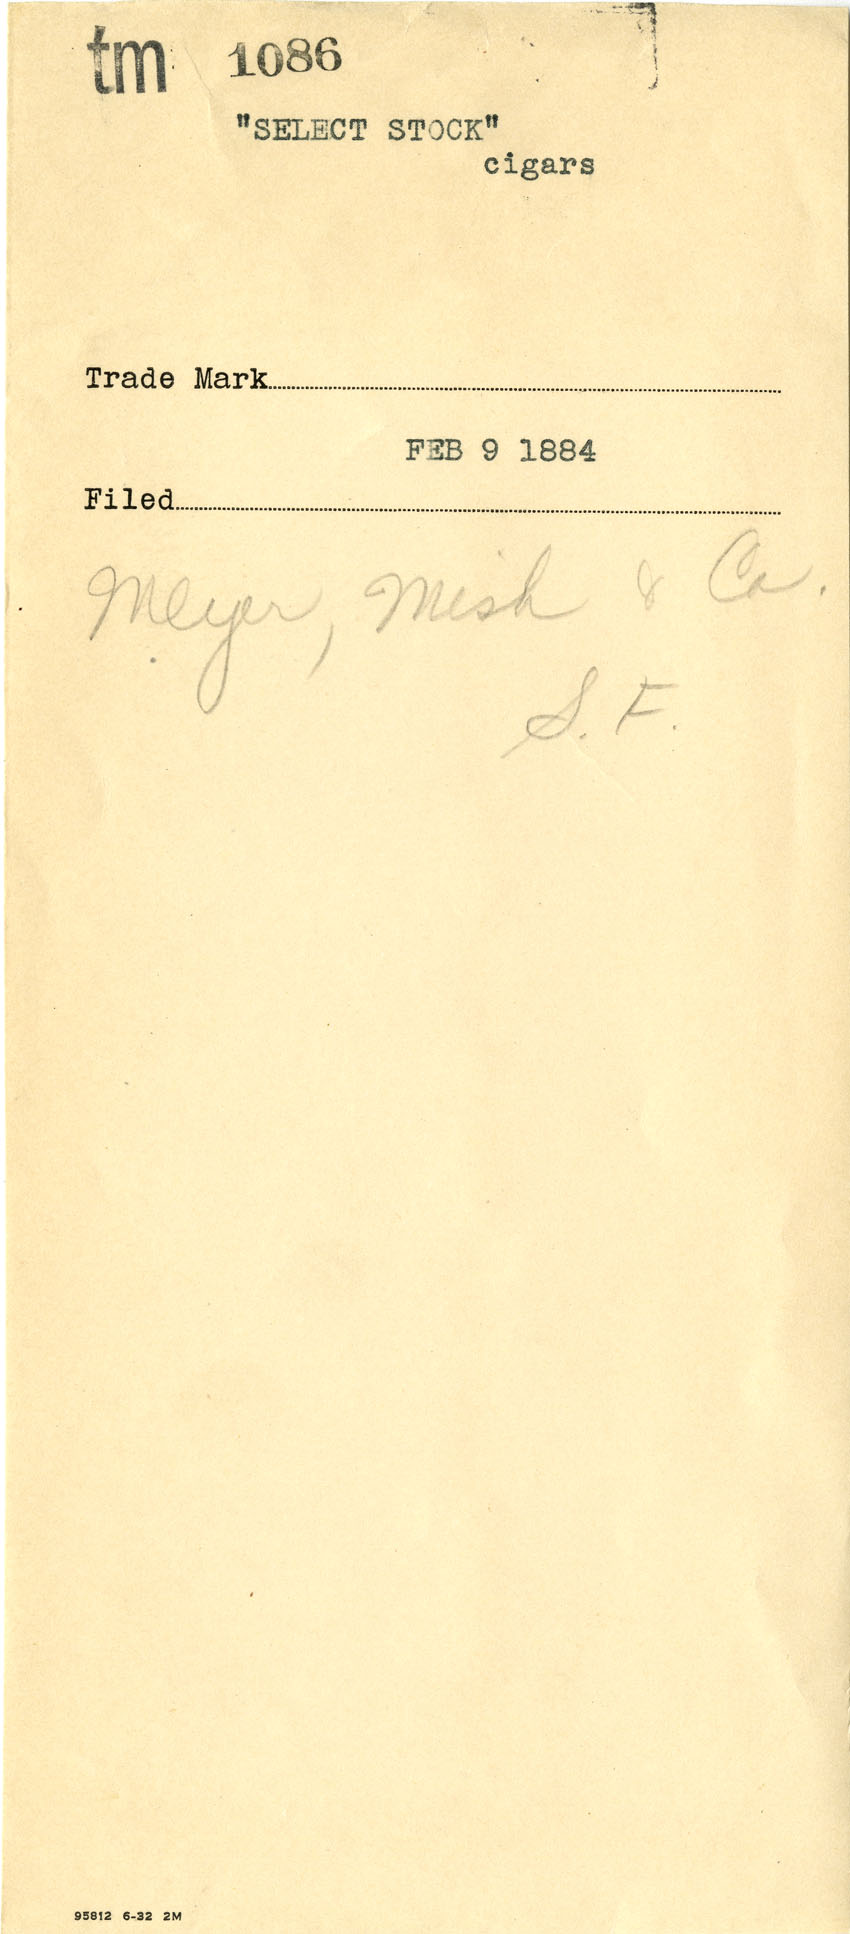 tm 1086
"SELECT STOCK"
cigars
Trade Mark
FEB 9 1884
Filed
Meyer, Mish & Co.
S. F.
95812 6-32 2M